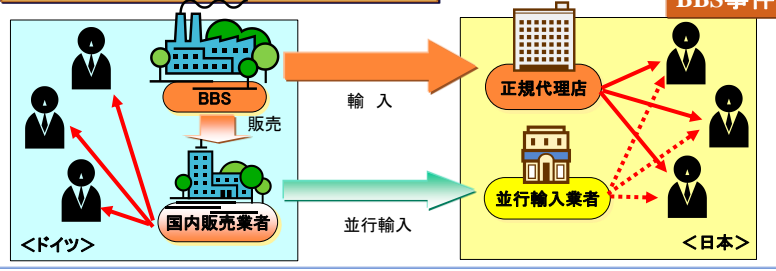 BBS事件
BBS
販売
国内販売業者
＜ドイツ＞
輸　入
並行輸入
正規代理店
並行輸入業者
＜日本＞